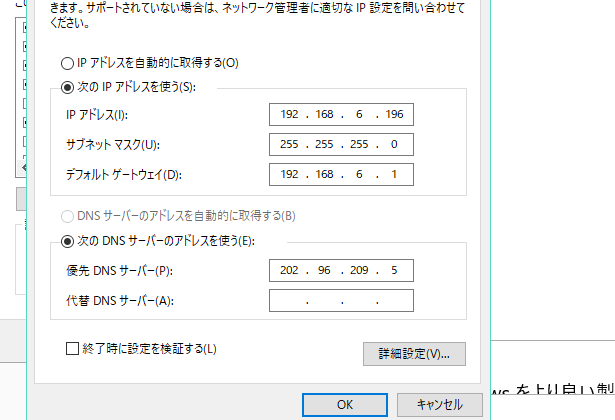 きます。サポートされていない場合は、ネットワーク管理者に適切な IP 設定を問い合わせて
ください。
IP アドレスを自動的に取得する(O)
次の IP アドレスを使う(S):
IP アドレス(I): 192 . 168 . 6 . 196
サブネット マスク(U): 255 . 255 . 255 . 0
デフォルト ゲートウェイ(D): 192 . 168 . 6 . 1
DNS サーバーのアドレスを自動的に取得する(B)
次の DNS サーバーのアドレスを使う(E):
優先 DNS サーバー(P): 202 . 96 . 209 . 5
代替 DNS サーバー(A): . . .
終了時に設定を検証する(L)
詳細設定(V)...
ws をより良い製
OK キャンセル